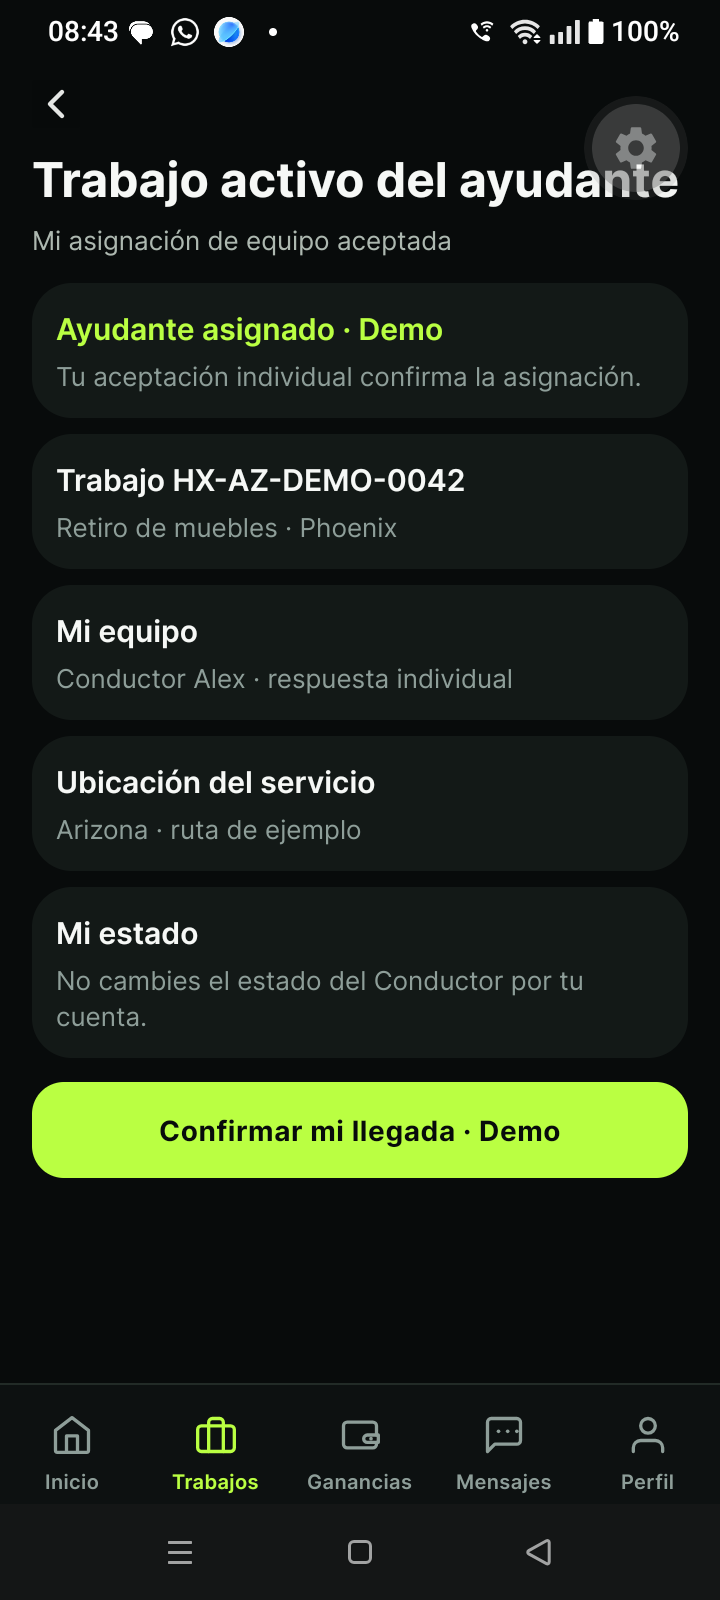 08:43
100%
Trabajo activo del ayudante
Mi asignación de equipo aceptada
Ayudante asignado · Demo
Tu aceptación individual confirma la asignación.
Trabajo HX-AZ-DEMO-0042
Retiro de muebles · Phoenix
Mi equipo
Conductor Alex · respuesta individual
Ubicación del servicio
Arizona · ruta de ejemplo
Mi estado
No cambies el estado del Conductor por tu
cuenta.
Confirmar mi llegada · Demo
Inicio
Trabajos
Ganancias
Mensajes
Perfil